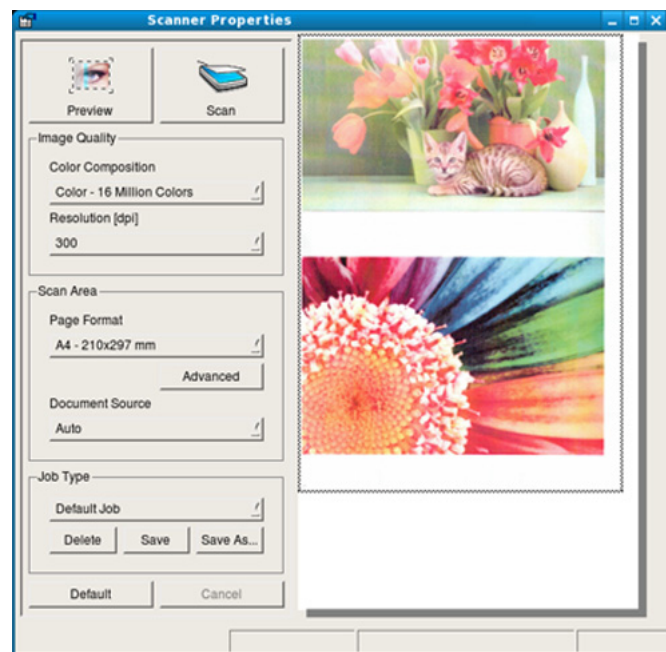 Scanner Properties
Preview
Scan
Image Quality
Color Composition
Color - 16 Million Colors
Resolution [dpi]
300
Scan Area
Page Format
A4 - 210x297 mm
Advanced
Document Source
Auto
Job Type
Default Job
Delete
Save
Save As...
Default
Cancel